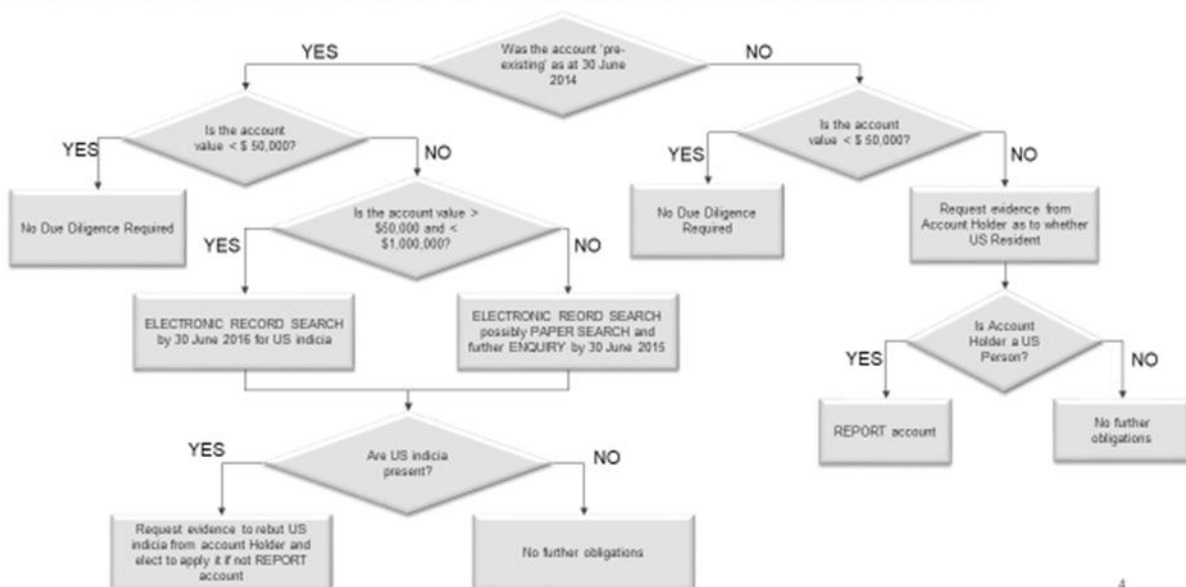 YES
Was the account 'pre-
existing' as at 30 June
2014
NO
Is the account
value < $ 50,000?
YES
NO
Is the account
value < $ 50,000?
YES
NO
No Due Diligence Required
Is the account value >
$50,000 and <
$1,000,000?
YES
NO
No Due Diligence
Required
Request evidence from
Account Holder as to whether
US Resident
ELECTRONIC RECORD SEARCH
by 30 June 2016 for US indicia
ELECTRONIC REORD SEARCH
possibly PAPER SEARCH and
further ENQUIRY by 30 June 2015
Is Account
Holder a US
Person?
YES
NO
REPORT account
No further
obligations
Are US indicia
present?
YES
NO
Request evidence to rebut US
indicia from account Holder and
elect to apply it if not REPORT
account
No further obligations
4